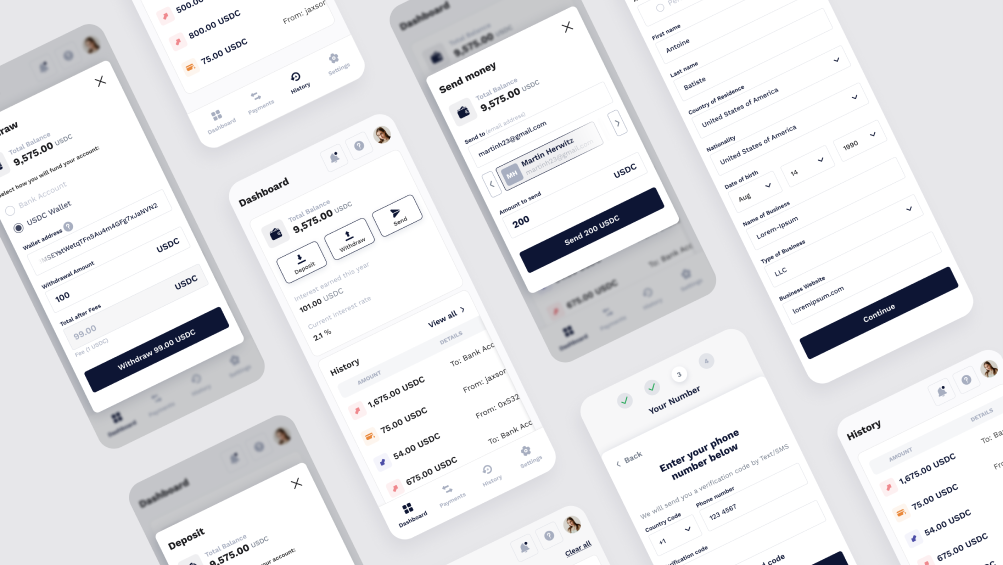 Total Balance
9,575.00 USDC
Select how you will fund your account:
Bank Account
USDC Wallet
Wallet address
Withdrawal Amount
100
USDC
Total after Fees
99.00
USDC
Fee (1 USDC)
Withdraw 99.00 USDC
Dashboard
Payments
History
Settings
500.00 USDC
800.00 USDC
75.00 USDC
From: jaxson
Dashboard
Payments
History
Settings
Dashboard
Total Balance
9,575.00 USDC
Deposit
Withdraw
Send
Interest earned this year
101.00 USDC
Current interest rate
2.1 %
View all
History
AMOUNT
DETAILS
1,675.00 USDC
To: Bank Acc
75.00 USDC
From: jaxsor
54.00 USDC
From: 0x532
675.00 USDC
To: Bank Acc
Dashboard
Payments
History
Settings
Dashboard
Total Balance
9,575.00 USDC
Deposit
Total Balance
9,575.00 USDC
Clear all
Dashboard
Send money
Total Balance
9,575.00 USDC
Send to
email address
martinh23@gmail.com
MH
Martin Herwitz
martinh23@gmail.com
Amount to send
200
USDC
Send 200 USDC
To: Bank Acc
675.00 USDC
Dashboard
Payments
History
Settings
First name
Antoine
Last name
Batiste
Country of Residence
United States of America
Nationality
United States of America
Date of birth
Aug
14
1990
Name of Business
Lorem-Ipsum
Type of Business
LLC
Business Website
loremipsum.com
Continue
3
4
Your Number
Back
Enter your phone
number below
We will send you a verification code by Text/SMS
Country Code
Phone number
+1
123 4567
History
AMOUNT
DETAILS
1,675.00 USDC
75.00 USDC
54.00 USDC
675.00 USDC